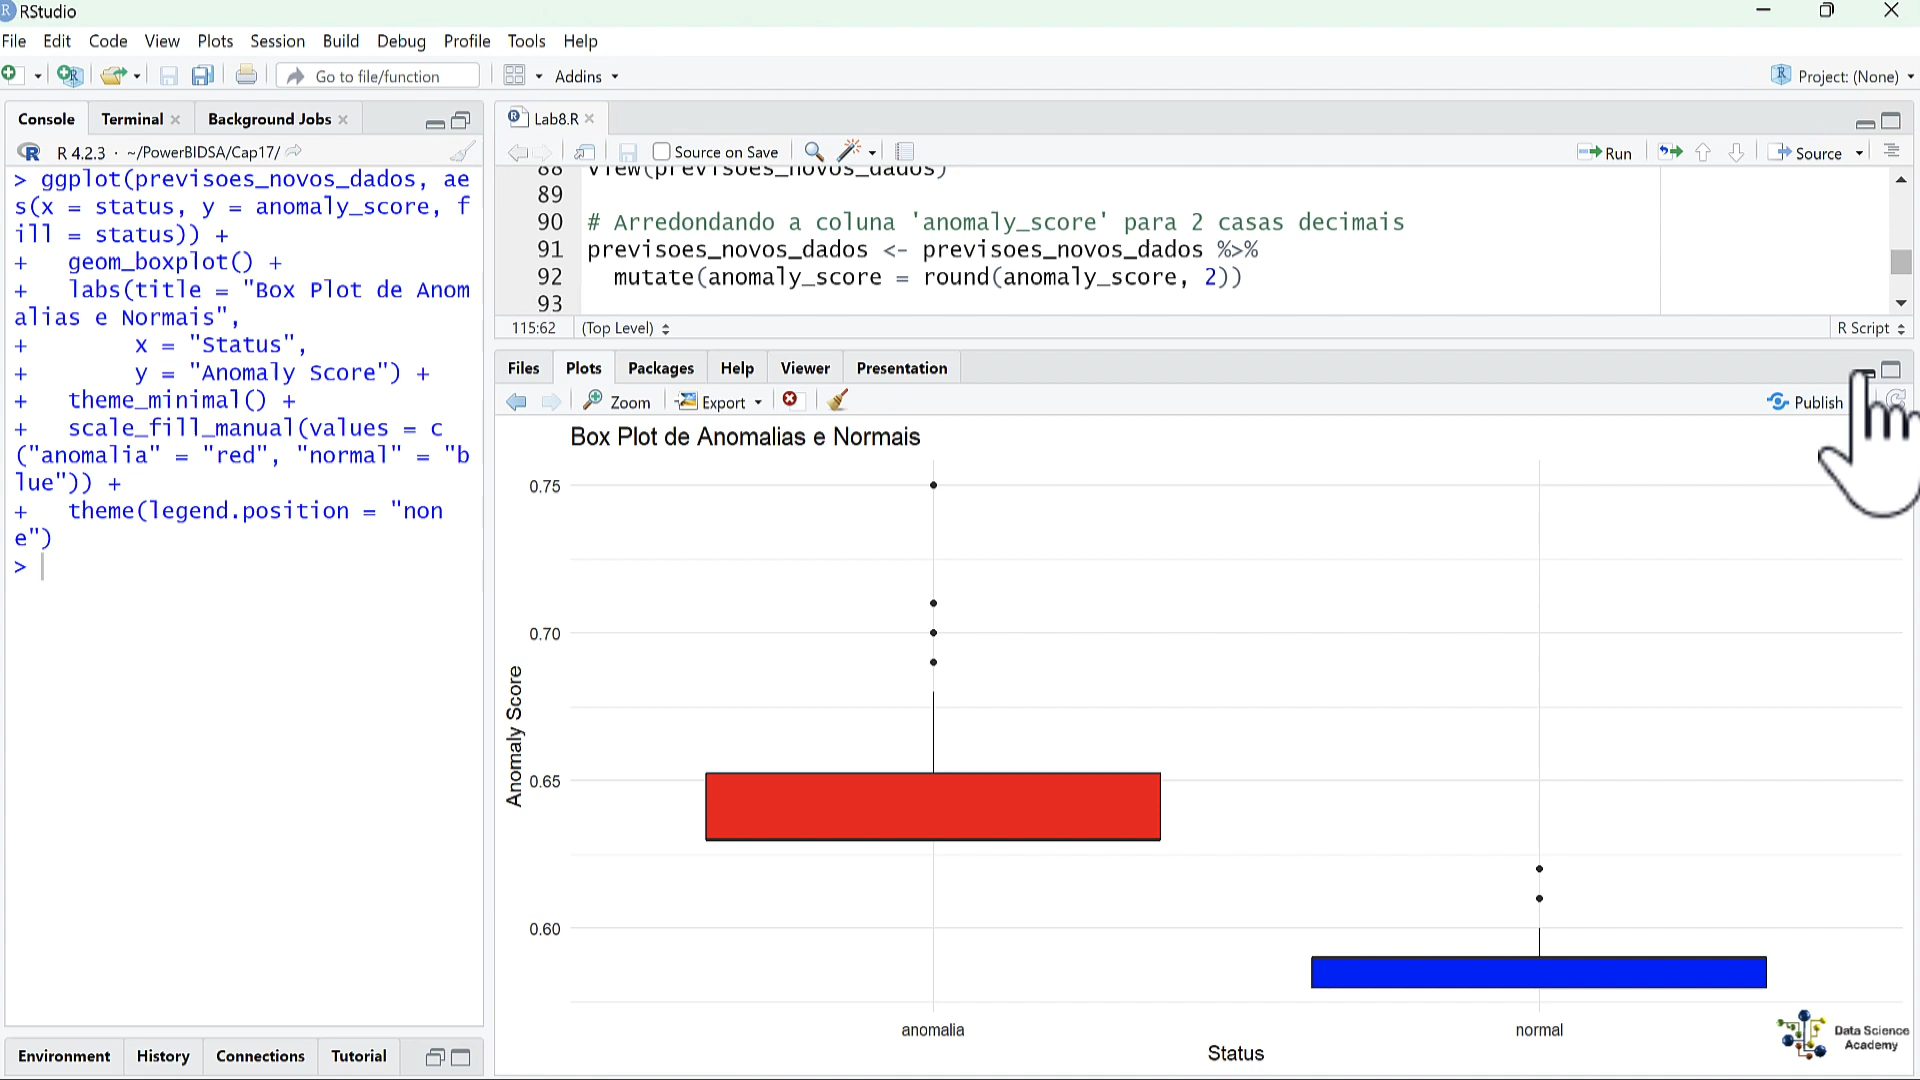 RStudio
File Edit Code View Plots Session Build Debug Profile Tools Help
Go to file/function Addins Project: (None)
Console Terminal Background Jobs
R 4.2.3 · ~/PowerBIDSA/Cap17/
> ggplot(previsoes_novos_dados, ae
s(x = status, y = anomaly_score, f
ill = status)) +
+ geom_boxplot() +
+ labs(title = "Box Plot de Anom
alias e Normais",
+ x = "Status",
+ y = "Anomaly Score") +
+ theme_minimal() +
+ scale_fill_manual(values = c
("anomalia" = "red", "normal" = "b
lue")) +
+ theme(legend.position = "non
e")
>
Environment History Connections Tutorial
Lab8.R
Source on Save Run Source
88 View(previsoes_novos_dados)
89
90 # Arredondando a coluna 'anomaly_score' para 2 casas decimais
91 previsoes_novos_dados <- previsoes_novos_dados %>%
92 mutate(anomaly_score = round(anomaly_score, 2))
93
115:62 (Top Level) R Script
Files Plots Packages Help Viewer Presentation
Zoom Export Publish
Box Plot de Anomalias e Normais
0.75
0.70
0.65
0.60
Anomaly Score
anomalia normal
Status
Data Science
Academy